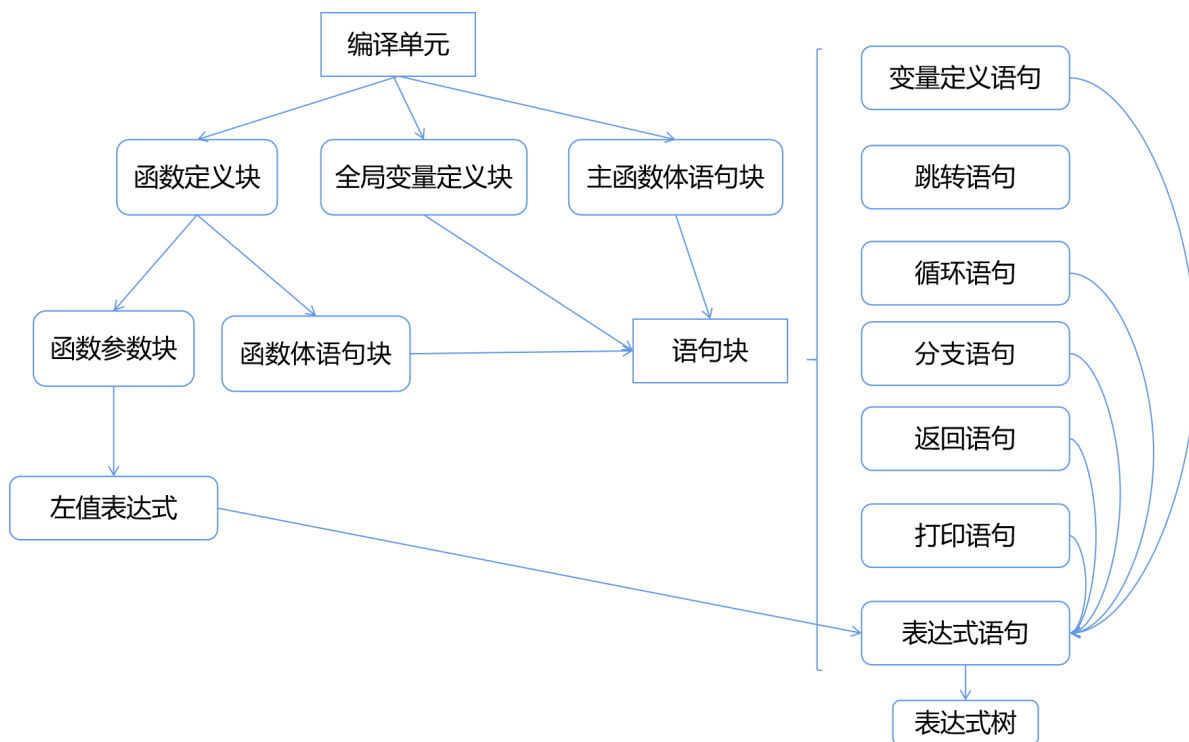 编译单元
函数定义块
全局变量定义块
主函数体语句块
函数参数块
函数体语句块
语句块
左值表达式
变量定义语句
跳转语句
循环语句
分支语句
返回语句
打印语句
表达式语句
表达式树